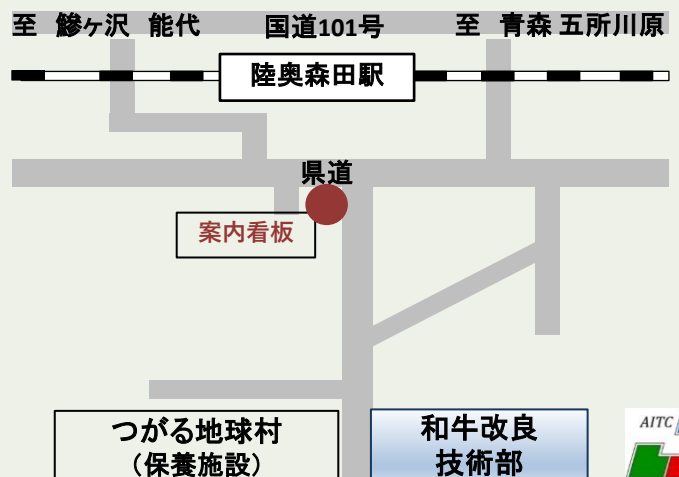 至 鰺ヶ沢 能代 国道101号 至 青森 五所川原
陸奥森田駅
県道
案内看板
つがる地球村
（保養施設）
和牛改良
技術部
AITC